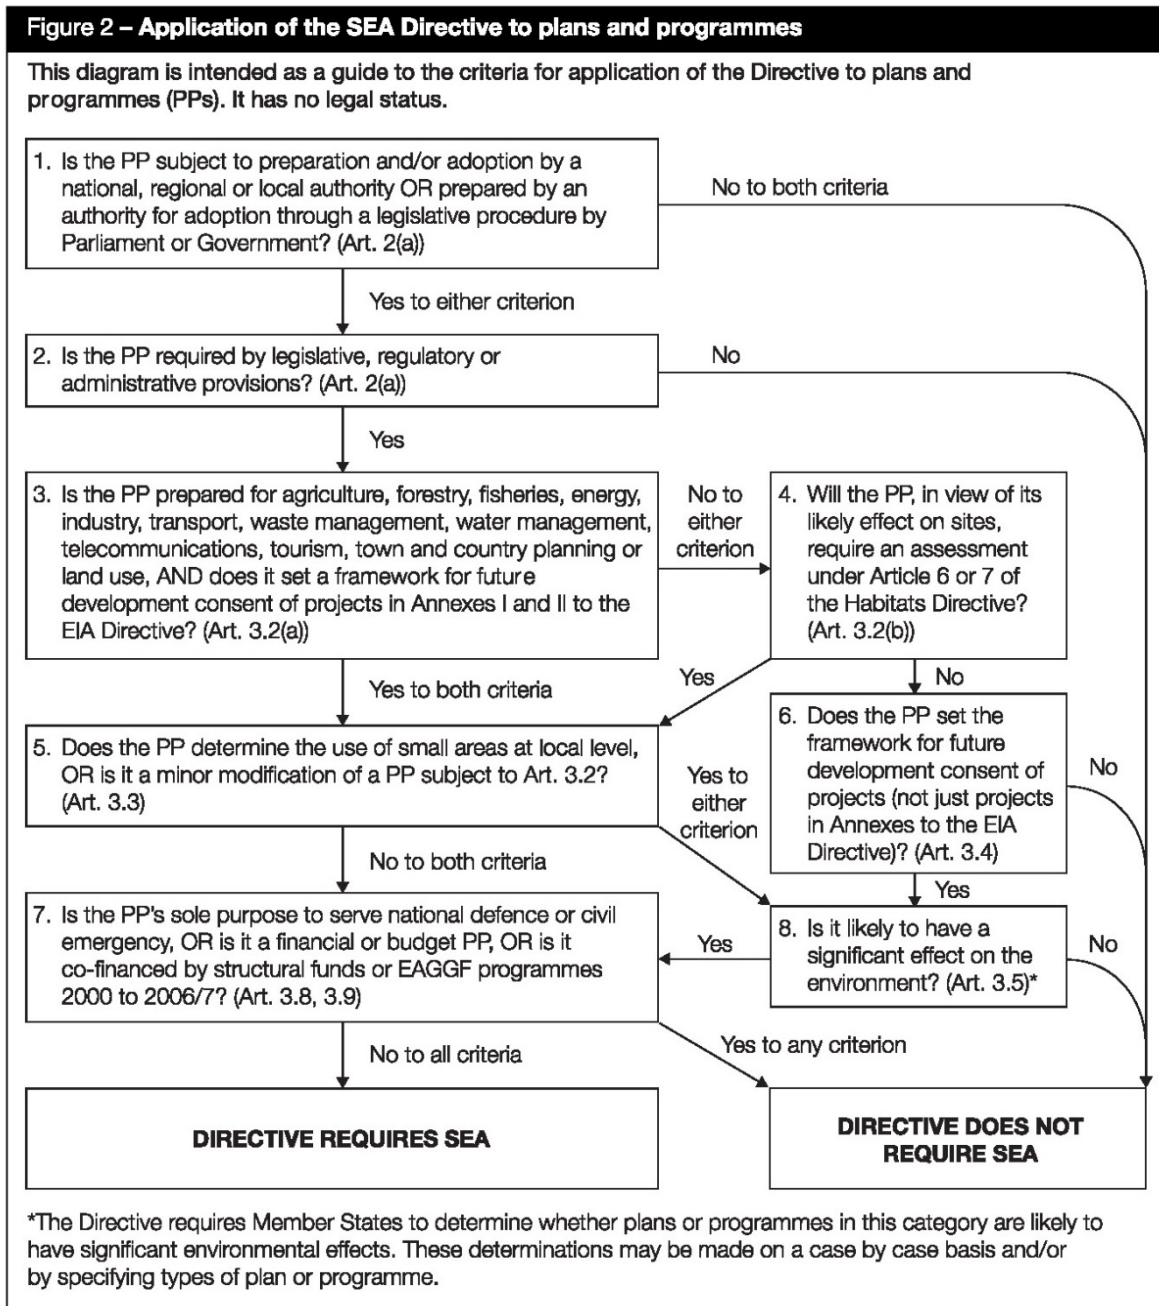 Figure 2 – Application of the SEA Directive to plans and programmes
This diagram is intended as a guide to the criteria for application of the Directive to plans and
programmes (PPs). It has no legal status.
1. Is the PP subject to preparation and/or adoption by a
national, regional or local authority OR prepared by an
authority for adoption through a legislative procedure by
Parliament or Government? (Art. 2(a))
No to both criteria
Yes to either criterion
2. Is the PP required by legislative, regulatory or
administrative provisions? (Art. 2(a))
No
Yes
3. Is the PP prepared for agriculture, forestry, fisheries, energy,
industry, transport, waste management, water management,
telecommunications, tourism, town and country planning or
land use, AND does it set a framework for future
development consent of projects in Annexes I and II to the
EIA Directive? (Art. 3.2(a))
No to
either
criterion
4. Will the PP, in view of its
likely effect on sites,
require an assessment
under Article 6 or 7 of
the Habitats Directive?
(Art. 3.2(b))
Yes to both criteria
Yes
No
5. Does the PP determine the use of small areas at local level,
OR is it a minor modification of a PP subject to Art. 3.2?
(Art. 3.3)
Yes to
either
criterion
6. Does the PP set the
framework for future
development consent of
projects (not just projects
in Annexes to the EIA
Directive)? (Art. 3.4)
No
No to both criteria
Yes
7. Is the PP's sole purpose to serve national defence or civil
emergency, OR is it a financial or budget PP, OR is it
co-financed by structural funds or EAGGF programmes
2000 to 2006/7? (Art. 3.8, 3.9)
Yes
8. Is it likely to have a
significant effect on the
environment? (Art. 3.5)*
No
No to all criteria
Yes to any criterion
DIRECTIVE REQUIRES SEA
DIRECTIVE DOES NOT
REQUIRE SEA
*The Directive requires Member States to determine whether plans or programmes in this category are likely to
have significant environmental effects. These determinations may be made on a case by case basis and/or
by specifying types of plan or programme.